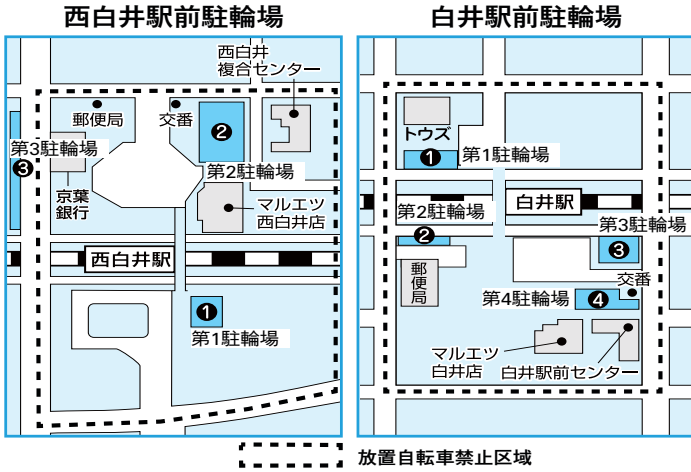 西白井駅前駐輪場
西白井
複合センター
郵便局
交番
❷
第3駐輪場
❸
第2駐輪場
京葉
銀行
マルエツ
西白井店
西白井駅
❶
第1駐輪場
白井駅前駐輪場
トウズ
❶
第1駐輪場
第2駐輪場
白井駅
第3駐輪場
❷
❸
郵便局
交番
第4駐輪場
❹
マルエツ
白井店
白井駅前センター
放置自転車禁止区域